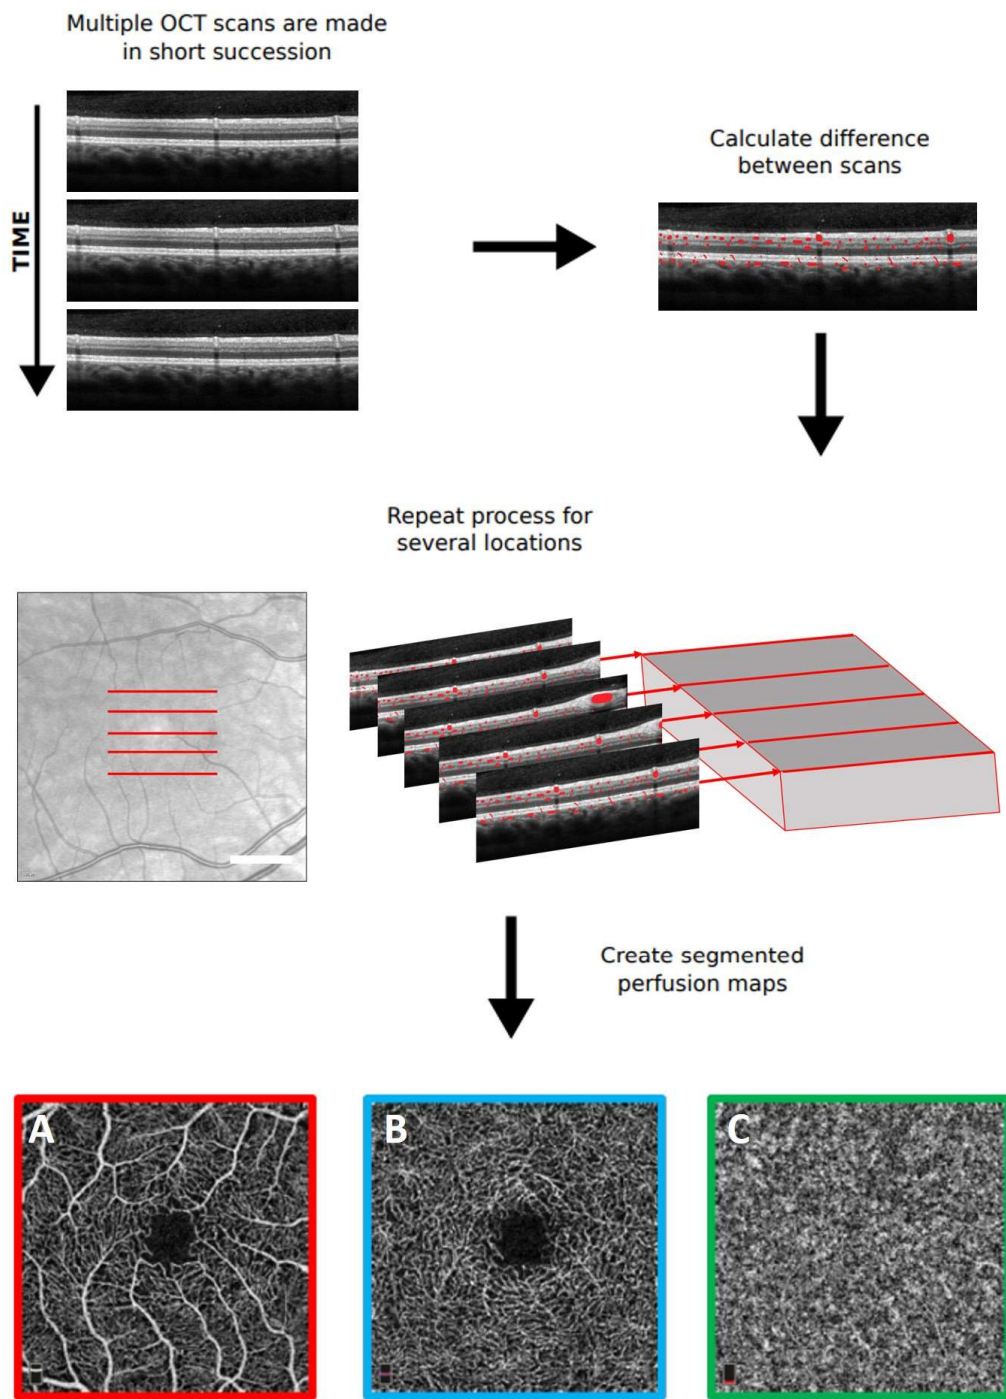 Multiple OCT scans are made
in short succession
TIME
Calculate difference
between scans
Repeat process for
several locations
Create segmented
perfusion maps
A
B
C